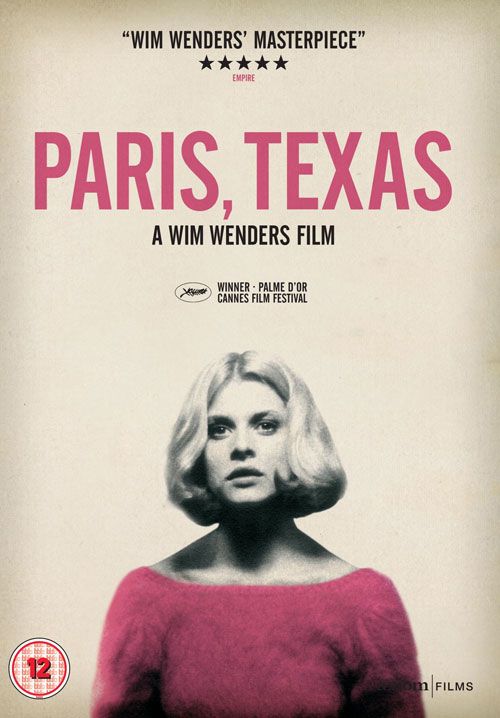 “WIM WENDERS’ MASTERPIECE”
★★★★★
EMPIRE
PARIS, TEXAS
A WIM WENDERS FILM
WINNER · PALME D’OR
CANNES FILM FESTIVAL
12
FILMS